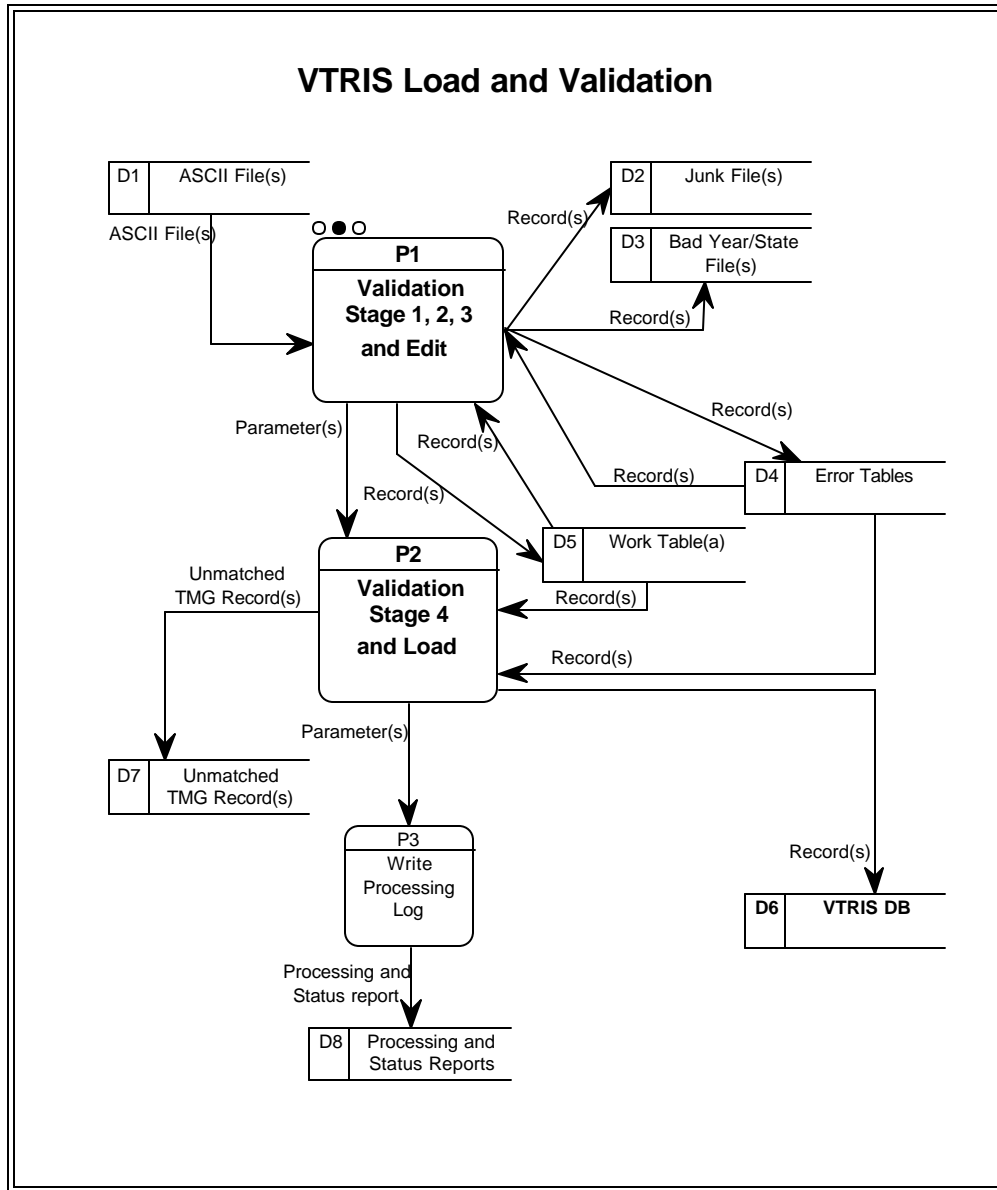 VTRIS Load and Validation
D1
ASCII File(s)
D2
Junk File(s)
ASCII File(s)
Record(s)
D3
Bad Year/State
File(s)
P1
Validation
Stage 1, 2, 3
and Edit
Record(s)
Record(s)
Parameter(s)
Record(s)
Record(s)
Record(s)
D4
Error Tables
D5
Work Table(a)
P2
Validation
Stage 4
and Load
Unmatched
TMG Record(s)
Record(s)
Record(s)
Parameter(s)
D7
Unmatched
TMG Record(s)
P3
Write
Processing
Log
Record(s)
D6
VTRIS DB
Processing and
Status report
D8
Processing and
Status Reports